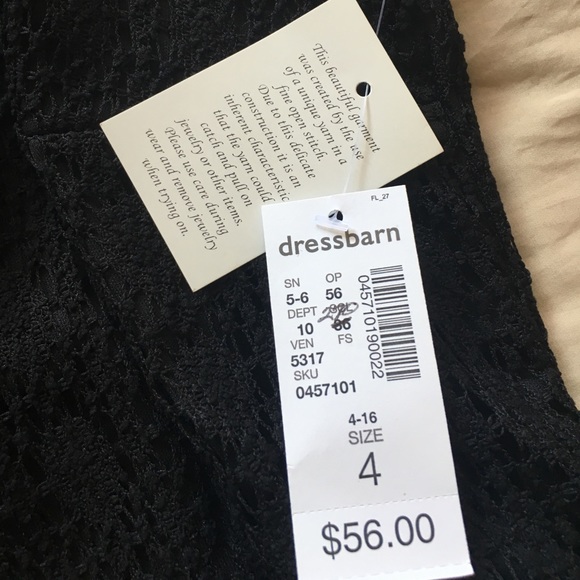 This beautiful garment
was created by the use
of a unique yarn in a
fine open stitch.
Due to this delicate
construction it is an
inherent characteristic
that the yarn could
catch and pull on
jewelry or other items.
Please use care during
wear and remove jewelry
when trying on.
FL_27
dressbarn
SN OP
5-6 56
DEPT
10 86
VEN FS
5317
SKU
0457101
045710190022
4-16
SIZE
4
$56.00